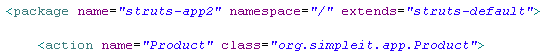 <package name="struts-app2" namespace="/" extends="struts-default">
<action name="Product" class="org.simpleit.app.Product">